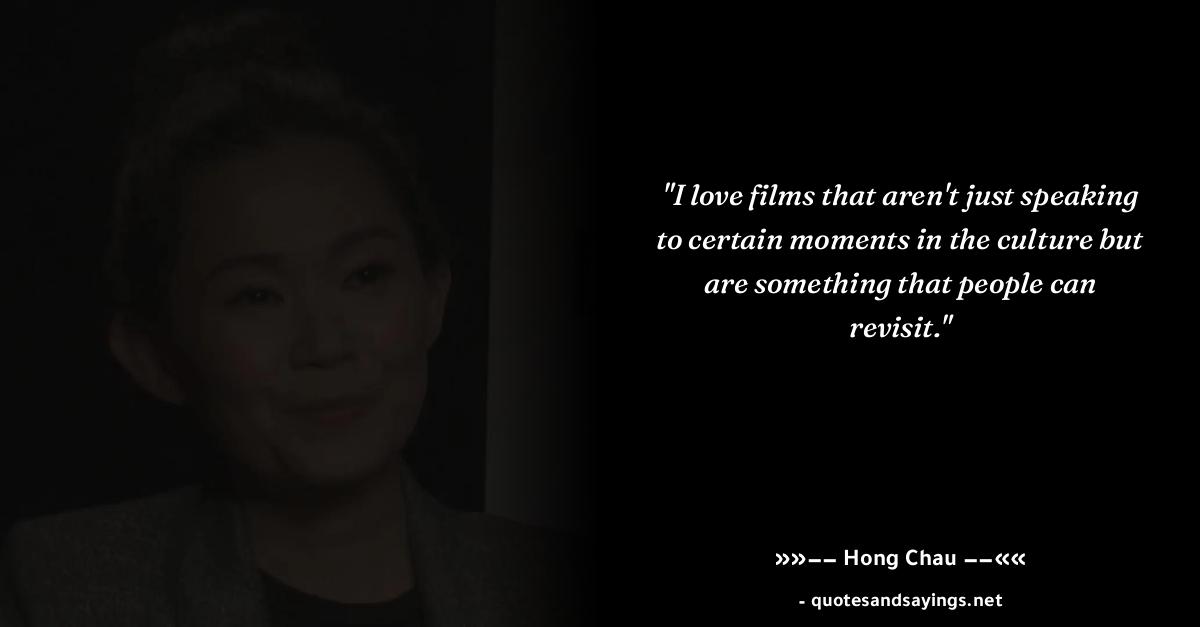 "I love films that aren't just speaking
to certain moments in the culture but
are something that people can
revisit."
»»−− Hong Chau −−««
- quotesandsayings.net